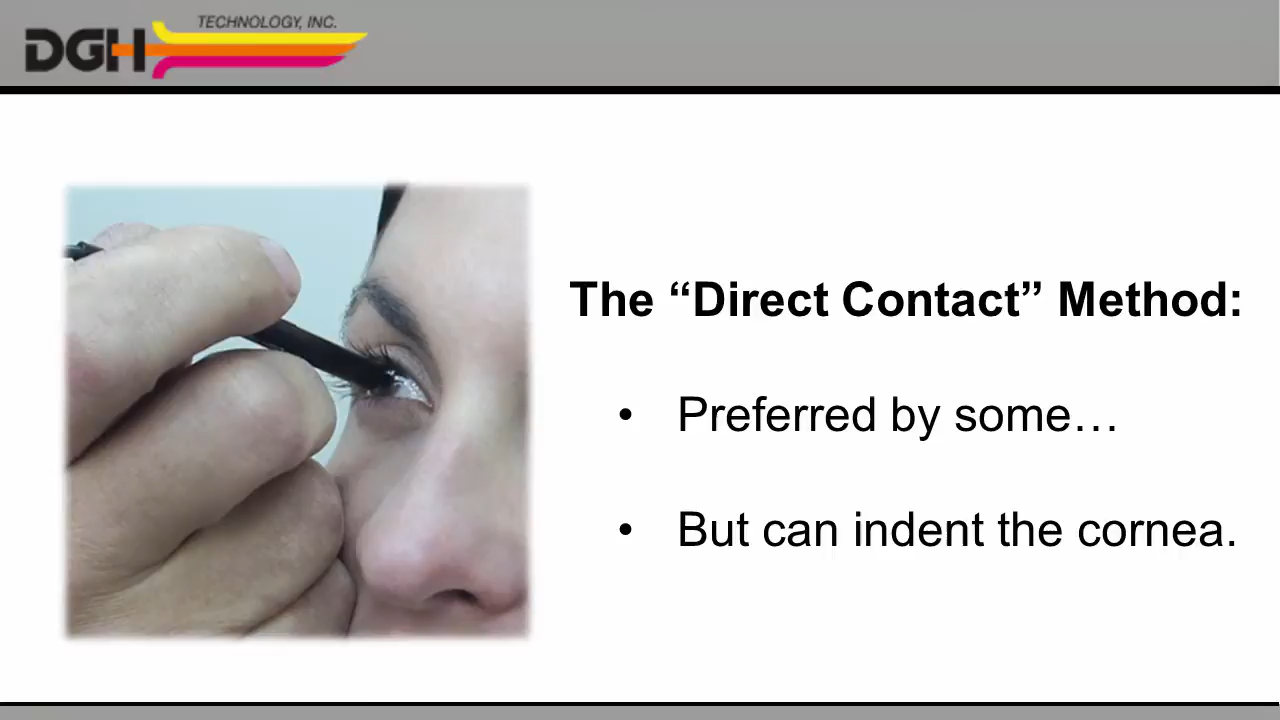 TECHNOLOGY, INC.
DGH
The “Direct Contact” Method:
• Preferred by some…
• But can indent the cornea.